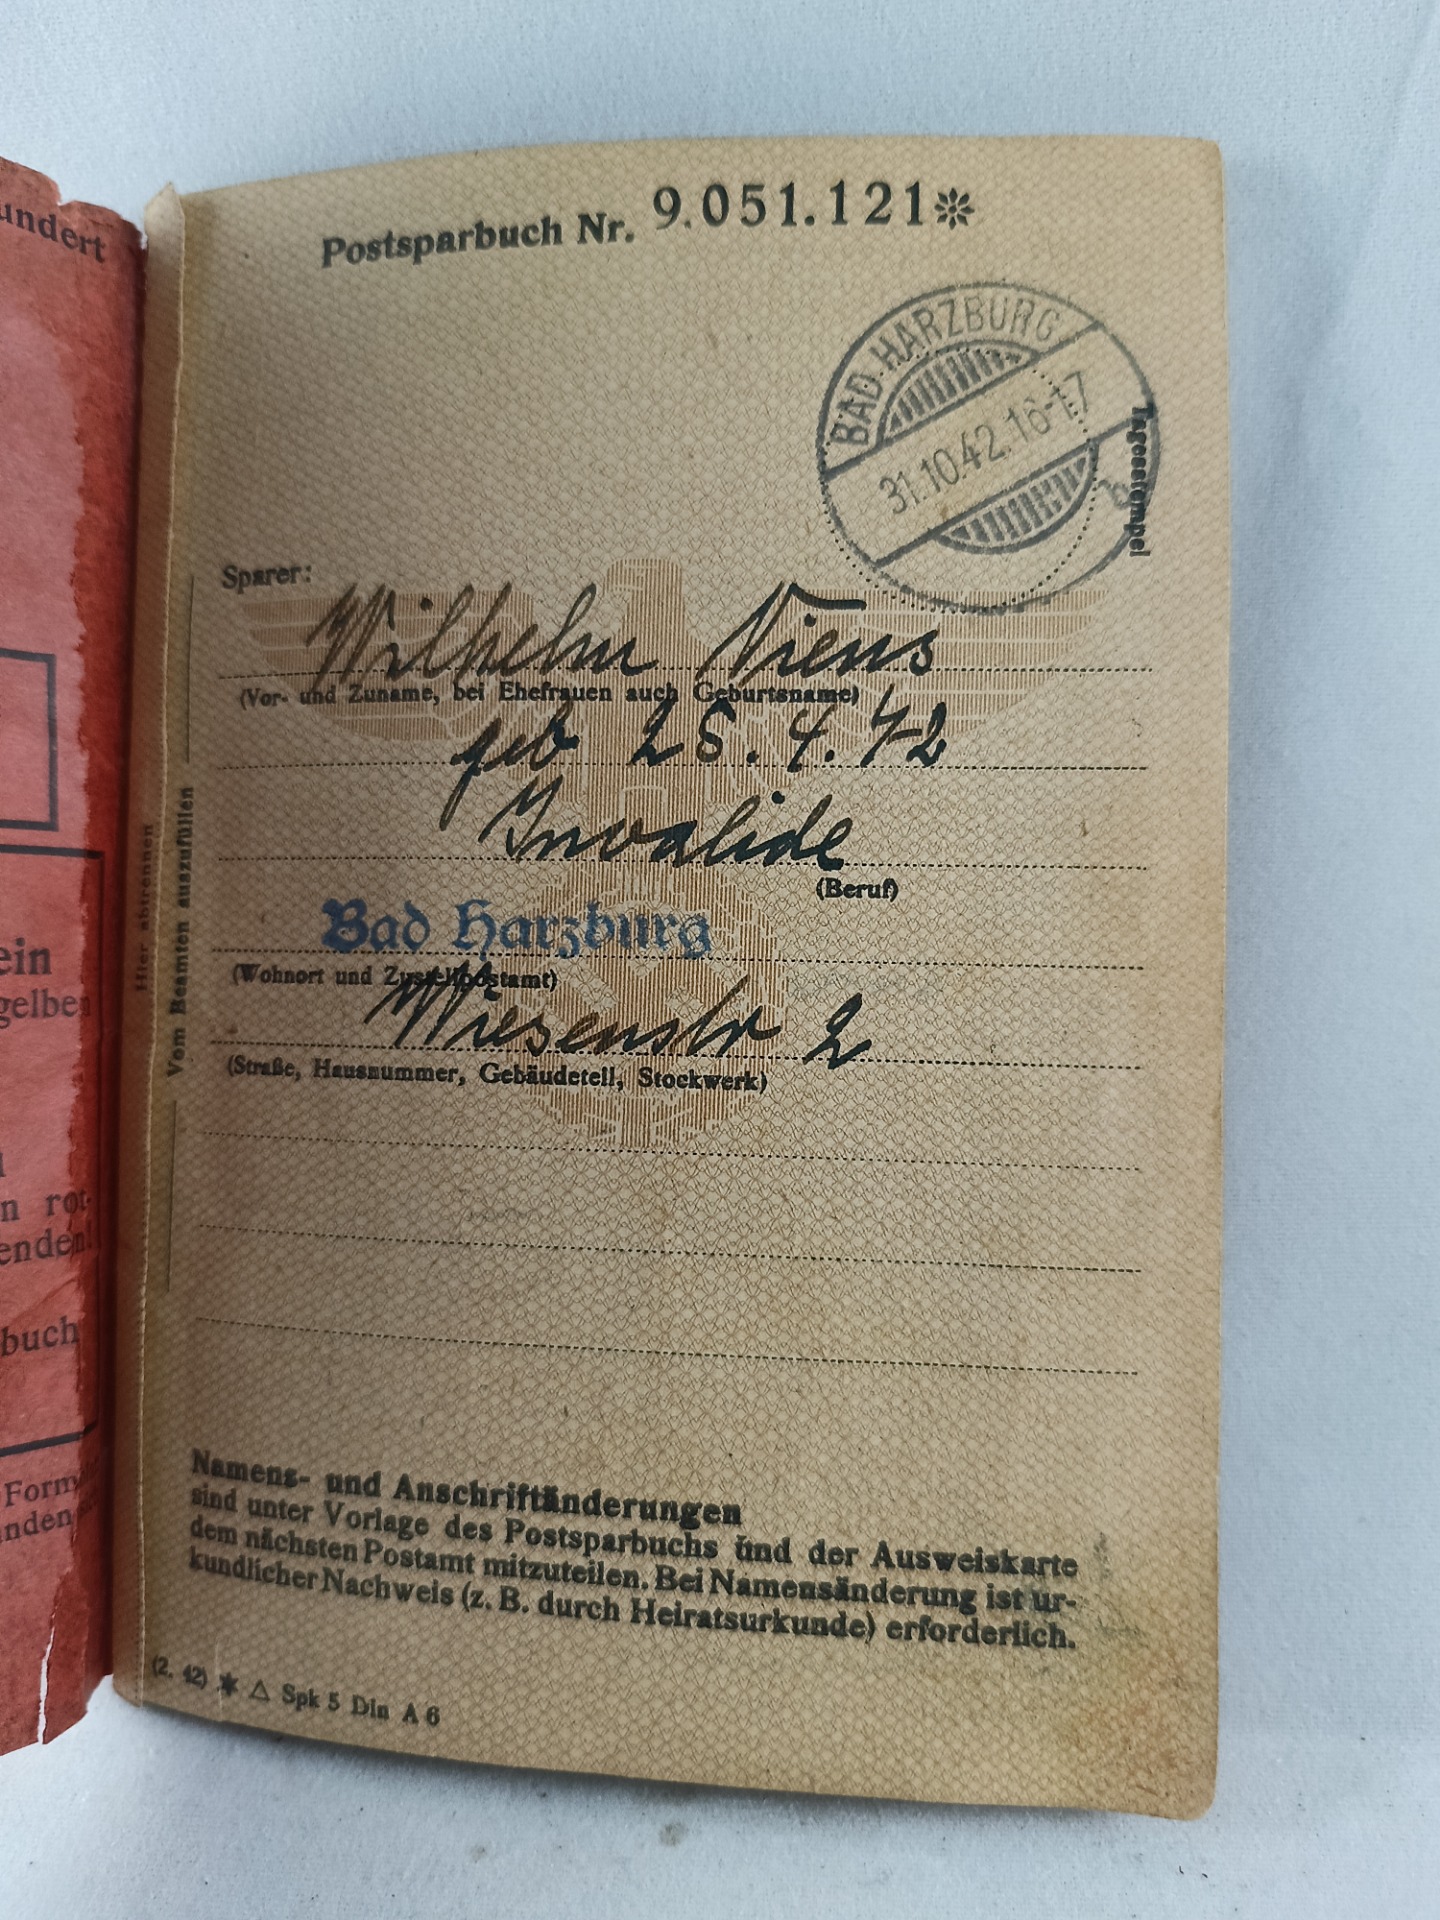 undert
ein
gelben
n rot-
enden!
buch
Form
anden
Postsparbuch Nr. 9.051.121
BAD HARZBURG
31.10.42.16-17
b
Tagesstempel
Sparer:
Wilhelm Niens
(Vor- und Zuname, bei Ehefrauen auch Geburtsname)
geb 28.4.72
Invalide
(Beruf)
Bad Harzburg
(Wohnort und Zustellpostamt)
Wiesenstr 2
(Straße, Hausnummer, Gebäudeteil, Stockwerk)
Hier abtrennen
Vom Beamten auszufüllen
Namens- und Anschriftänderungen
sind unter Vorlage des Postsparbuchs und der Ausweiskarte
dem nächsten Postamt mitzuteilen. Bei Namensänderung ist ur-
kundlicher Nachweis (z. B. durch Heiratsurkunde) erforderlich.
(2. 42) ✶ △ Spk 5 Din A 6